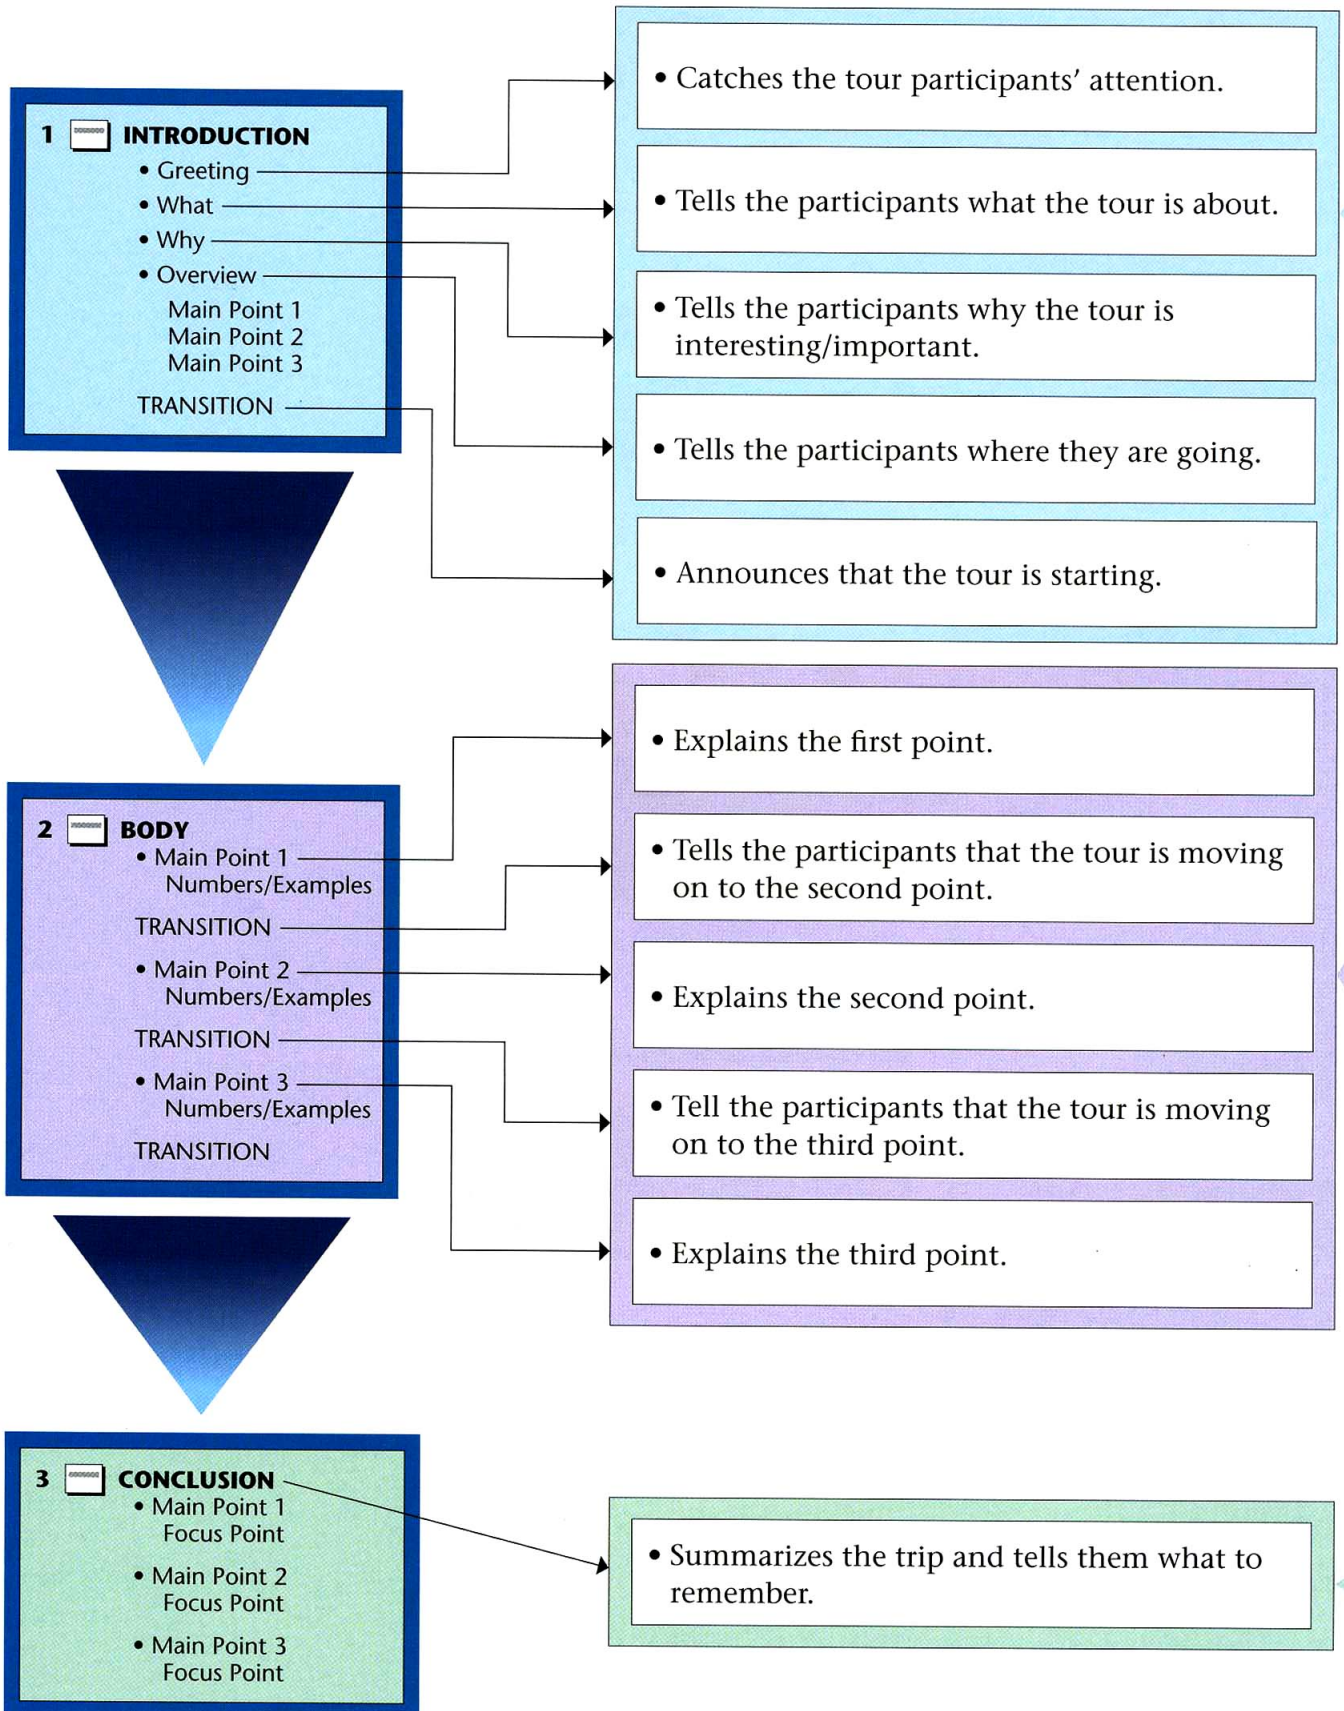 1 INTRODUCTION
• Greeting
• What
• Why
• Overview
Main Point 1
Main Point 2
Main Point 3
TRANSITION
• Catches the tour participants' attention.
• Tells the participants what the tour is about.
• Tells the participants why the tour is
interesting/important.
• Tells the participants where they are going.
• Announces that the tour is starting.
2 BODY
• Main Point 1
Numbers/Examples
TRANSITION
• Main Point 2
Numbers/Examples
TRANSITION
• Main Point 3
Numbers/Examples
TRANSITION
• Explains the first point.
• Tells the participants that the tour is moving
on to the second point.
• Explains the second point.
• Tell the participants that the tour is moving
on to the third point.
• Explains the third point.
3 CONCLUSION
• Main Point 1
Focus Point
• Main Point 2
Focus Point
• Main Point 3
Focus Point
• Summarizes the trip and tells them what to
remember.